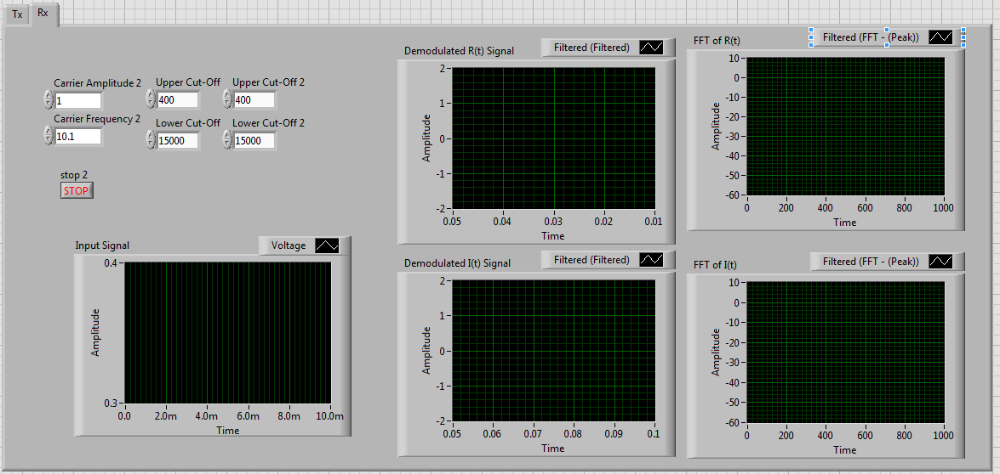 Tx
Rx
Carrier Amplitude 2
1
Carrier Frequency 2
10.1
Upper Cut-Off
400
Upper Cut-Off 2
400
Lower Cut-Off
15000
Lower Cut-Off 2
15000
stop 2
STOP
Input Signal
Voltage
Amplitude
0.4
0.3
0.0 2.0m 4.0m 6.0m 8.0m 10.0m
Time
Demodulated R(t) Signal
Filtered (Filtered)
Amplitude
2
1
0
-1
-2
0.05 0.04 0.03 0.02 0.01
Time
FFT of R(t)
Filtered (FFT - (Peak))
Amplitude
10
0
-10
-20
-30
-40
-50
-60
0 200 400 600 800 1000
Time
Demodulated I(t) Signal
Filtered (Filtered)
Amplitude
2
1
0
-1
-2
0.05 0.06 0.07 0.08 0.09 0.1
Time
FFT of I(t)
Filtered (FFT - (Peak))
Amplitude
10
0
-10
-20
-30
-40
-50
-60
0 200 400 600 800 1000
Time